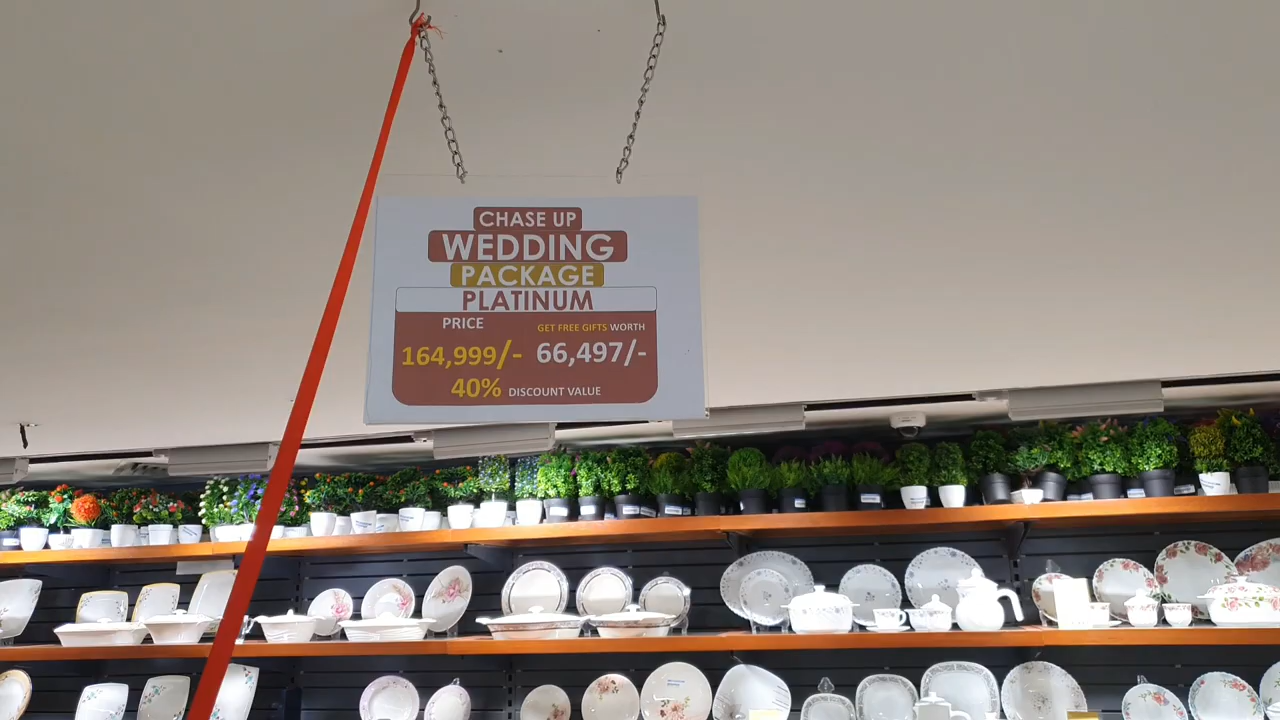 CHASE UP
WEDDING
PACKAGE
PLATINUM
PRICE GET FREE GIFTS WORTH
164,999/- 66,497/-
40% DISCOUNT VALUE